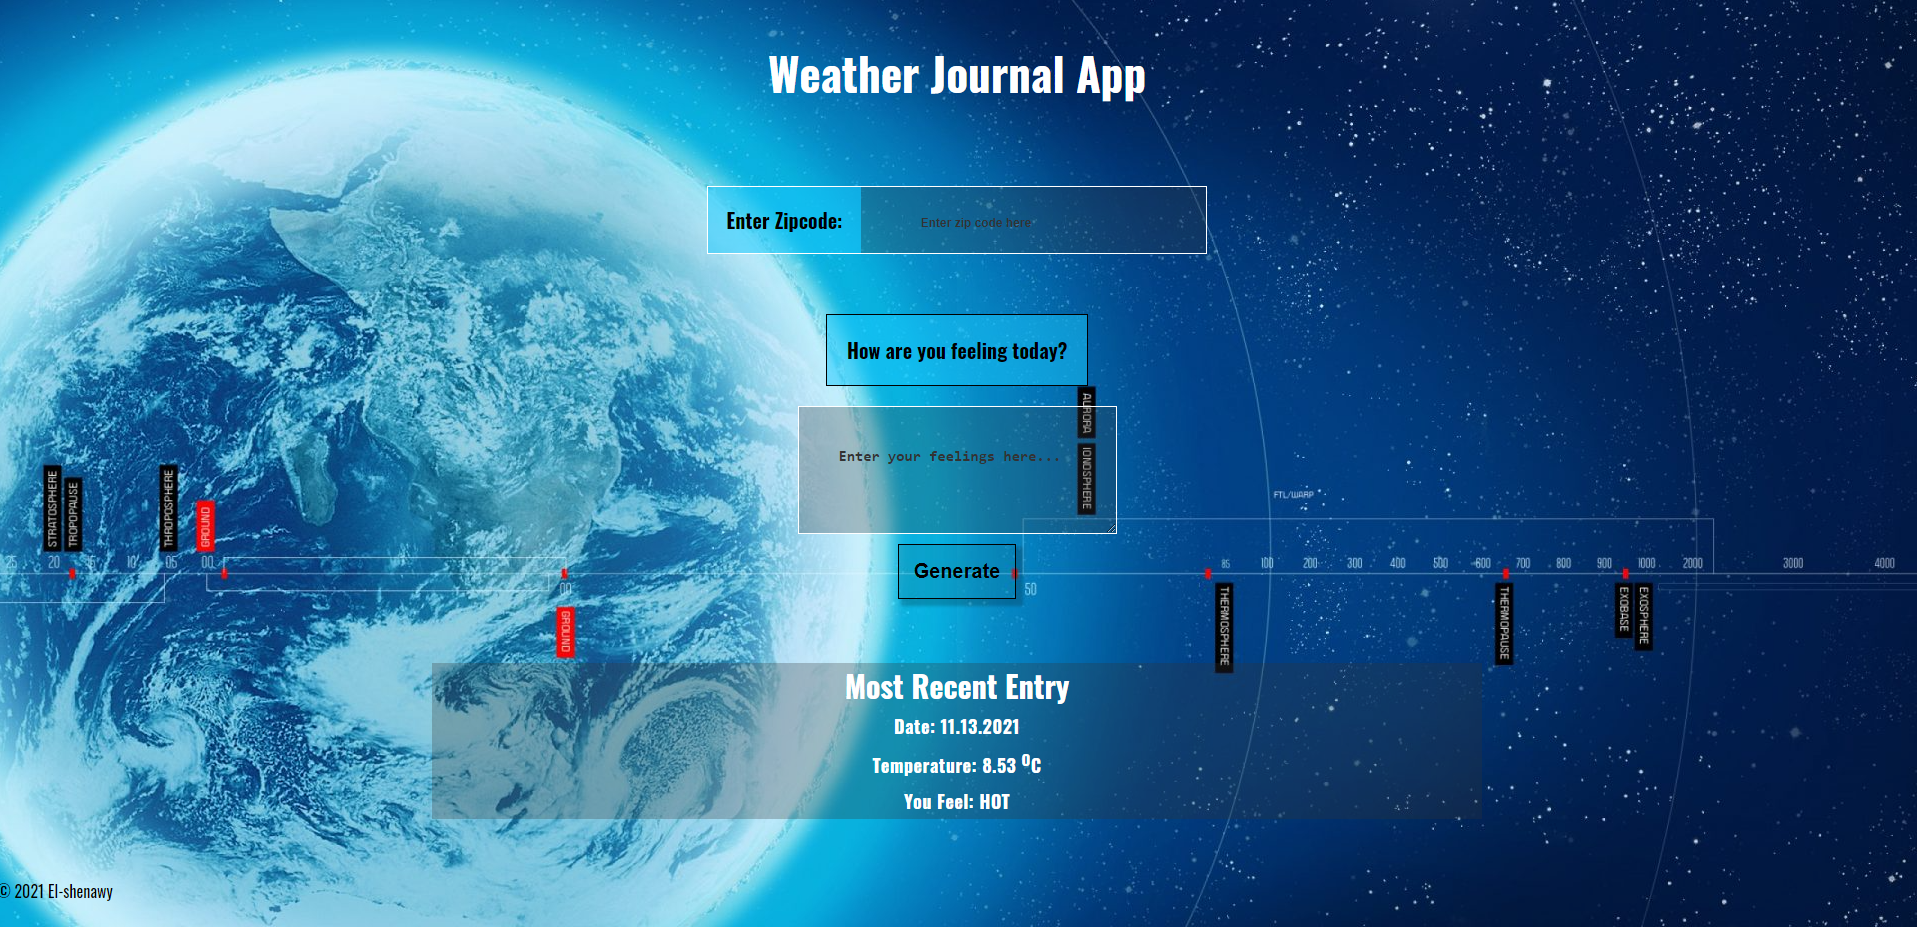 Weather Journal App
Enter Zipcode:
Enter zip code here
How are you feeling today?
AURORA
Enter your feelings here...
IONOSPHERE
STRATOSPHERE
TROPOPAUSE
THROPOSPHERE
GROUND
FTL/WARP
25 20 15 10 05 00
Generate
85 100 200 300 400 500 600 700 800 900 1000 2000 3000 4000
00
50
GROUND
THERMOSPHERE
THERMOPAUSE
EXOBASE
EXOSPHERE
Most Recent Entry
Date: 11.13.2021
Temperature: 8.53 OC
You Feel: HOT
© 2021 El-shenawy